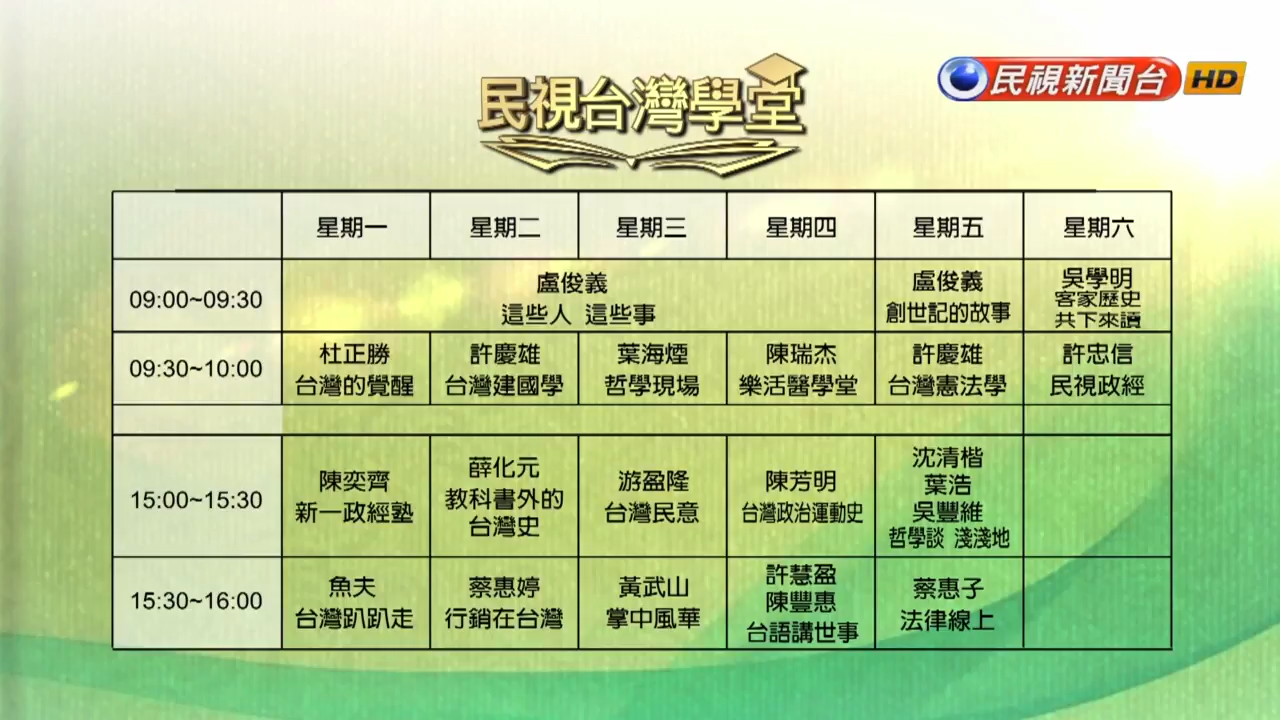 民視台灣學堂
民視新聞台 HD
星期一 星期二 星期三 星期四 星期五 星期六
09:00~09:30
盧俊義
這些人 這些事
盧俊義
創世記的故事
吳學明
客家歷史
共下來讀
09:30~10:00
杜正勝
台灣的覺醒
許慶雄
台灣建國學
葉海煙
哲學現場
陳瑞杰
樂活醫學堂
許慶雄
台灣憲法學
許忠信
民視政經
15:00~15:30
陳奕齊
新一政經塾
薛化元
教科書外的
台灣史
游盈隆
台灣民意
陳芳明
台灣政治運動史
沈清楷
葉浩
吳豐維
哲學談 淺淺地
15:30~16:00
魚夫
台灣趴趴走
蔡惠婷
行銷在台灣
黃武山
掌中風華
許慧盈
陳豐惠
台語講世事
蔡惠子
法律線上